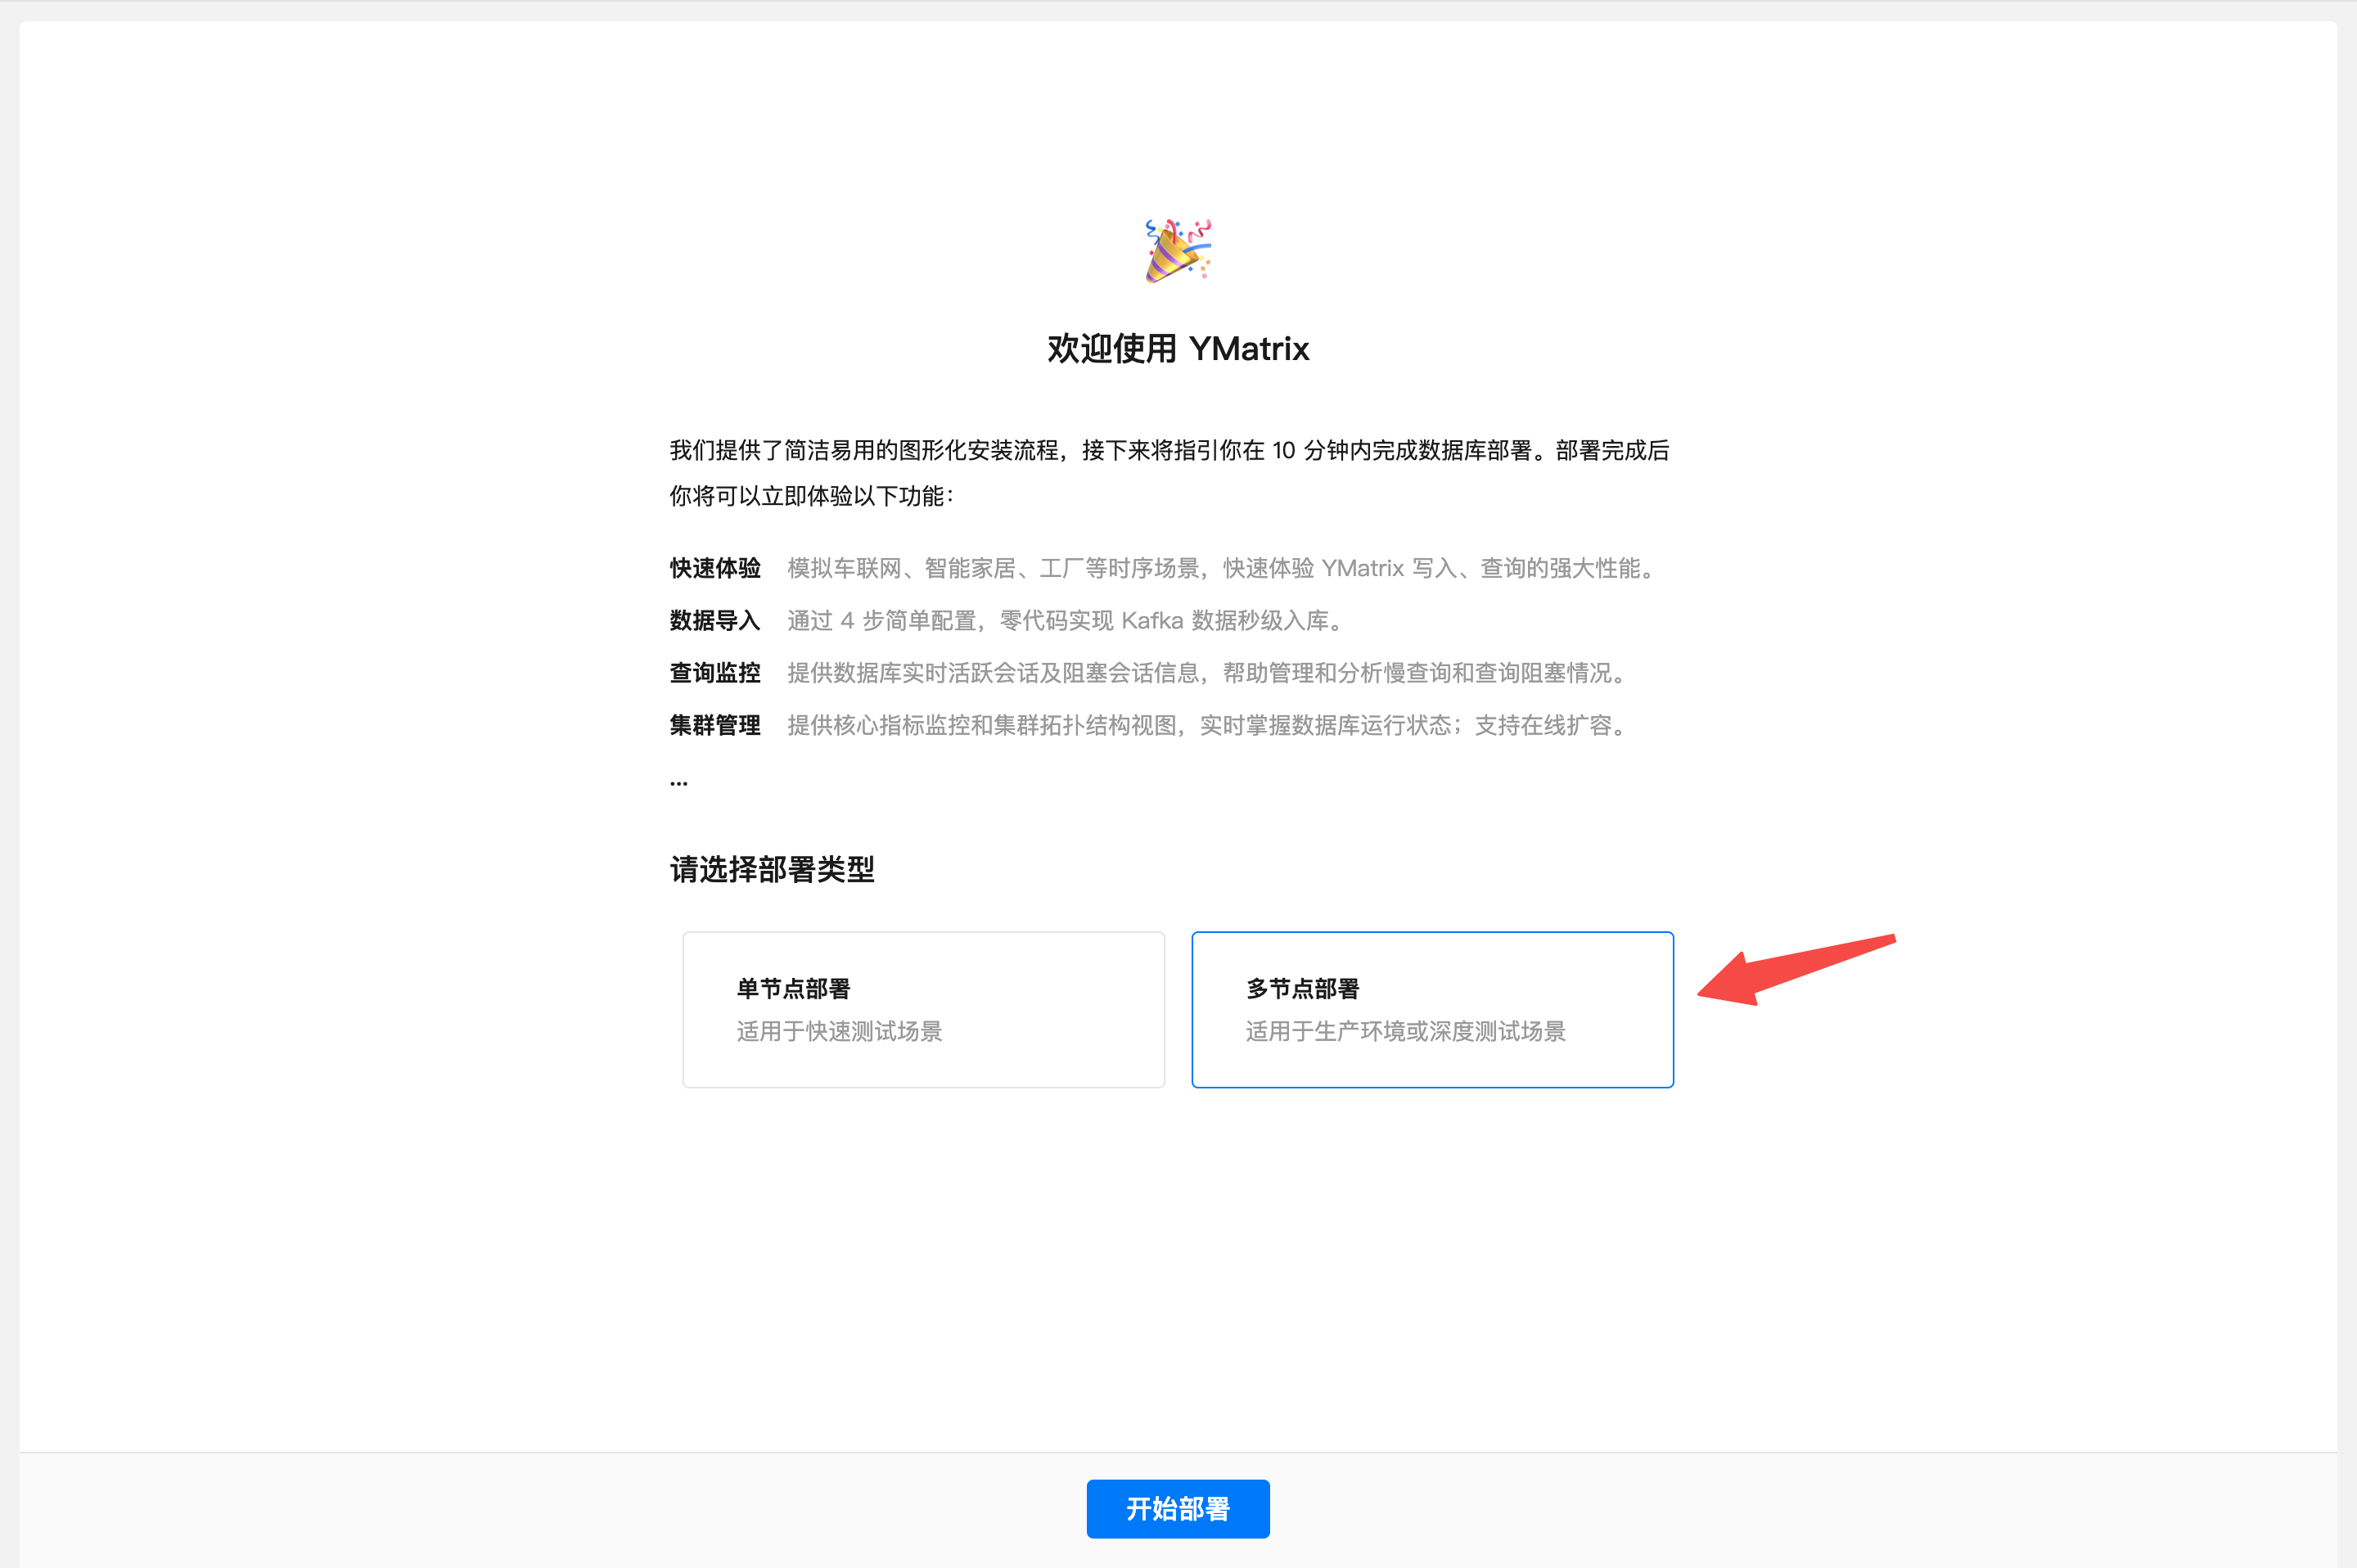 欢迎使用 YMatrix
我们提供了简洁易用的图形化安装流程，接下来将指引你在 10 分钟内完成数据库部署。部署完成后
你将可以立即体验以下功能：
快速体验 模拟车联网、智能家居、工厂等时序场景，快速体验 YMatrix 写入、查询的强大性能。
数据导入 通过 4 步简单配置，零代码实现 Kafka 数据秒级入库。
查询监控 提供数据库实时活跃会话及阻塞会话信息，帮助管理和分析慢查询和查询阻塞情况。
集群管理 提供核心指标监控和集群拓扑结构视图，实时掌握数据库运行状态；支持在线扩容。
...
请选择部署类型
单节点部署
适用于快速测试场景
多节点部署
适用于生产环境或深度测试场景
开始部署